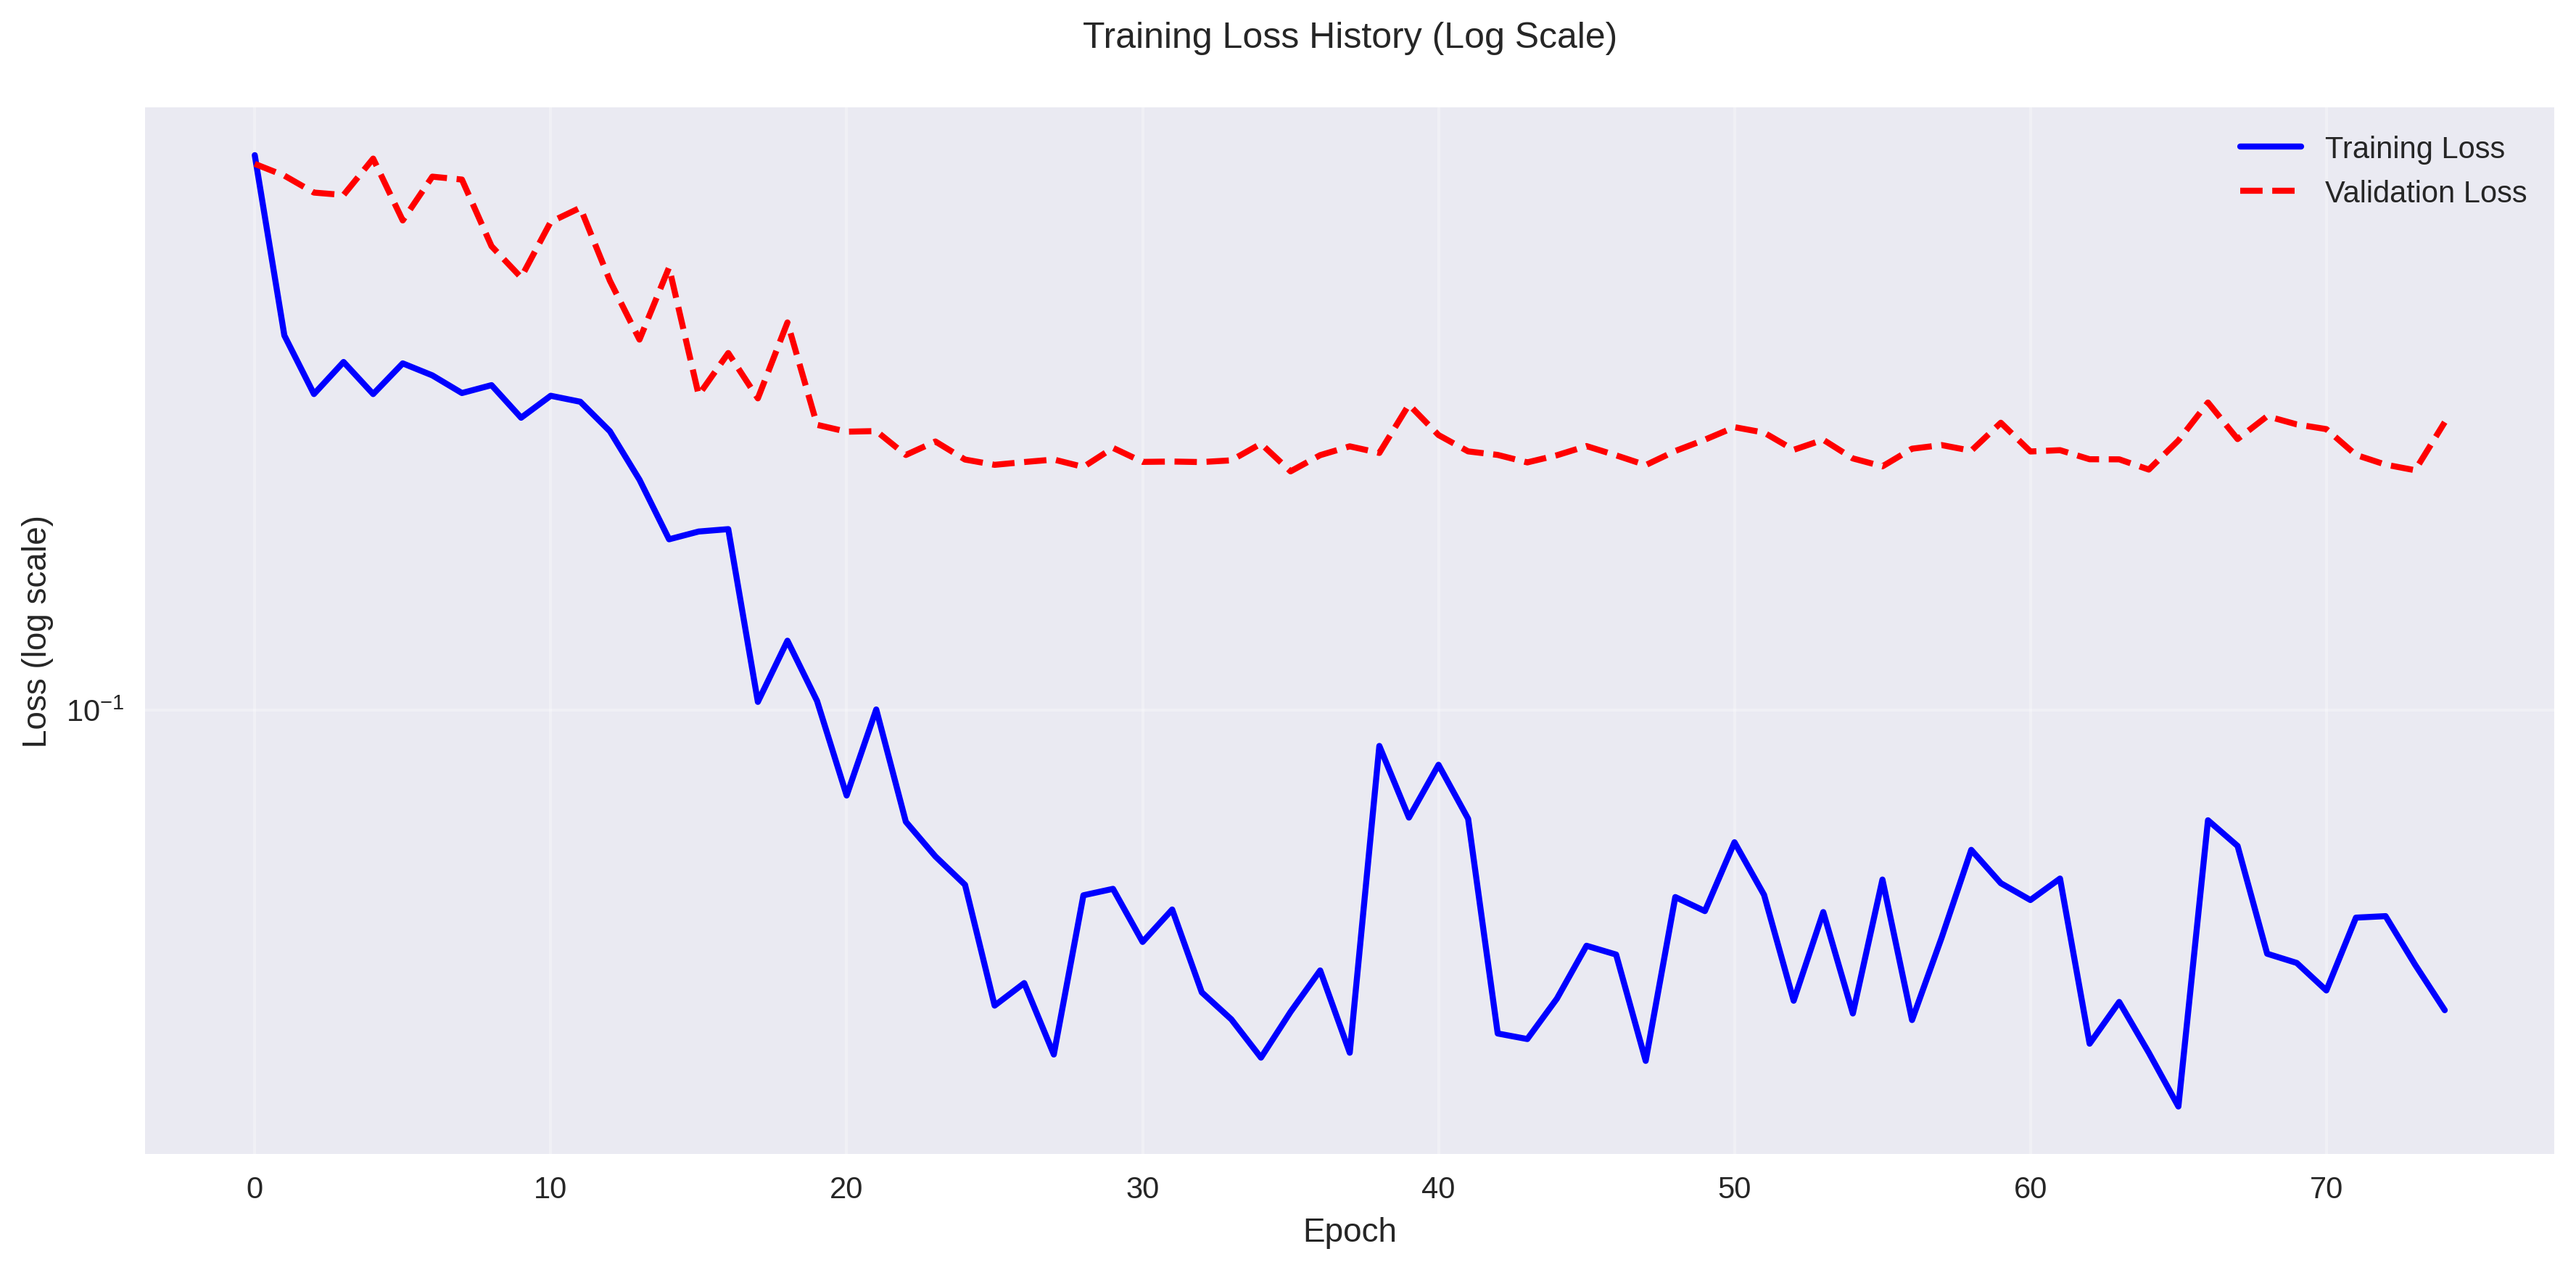 Training Loss History (Log Scale)
Training Loss
Validation Loss
Loss (log scale)
10⁻¹
0 10 20 30 40 50 60 70
Epoch